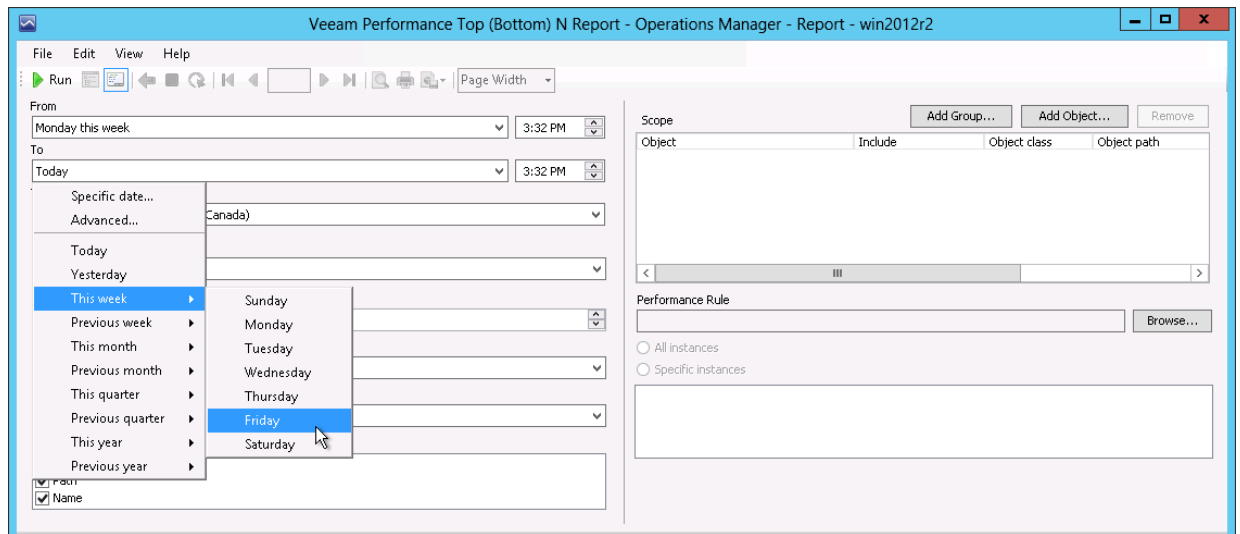 Veeam Performance Top (Bottom) N Report - Operations Manager - Report - win2012r2
File Edit View Help
Run Page Width
From
Monday this week 3:32 PM
To
Today 3:32 PM
Specific date...
Advanced...
Canada)
Today
Yesterday
This week
Previous week
This month
Previous month
This quarter
Previous quarter
This year
Previous year
Sunday
Monday
Tuesday
Wednesday
Thursday
Friday
Saturday
Path
Name
Scope Add Group... Add Object... Remove
Object Include Object class Object path
Performance Rule
Browse...
All instances
Specific instances